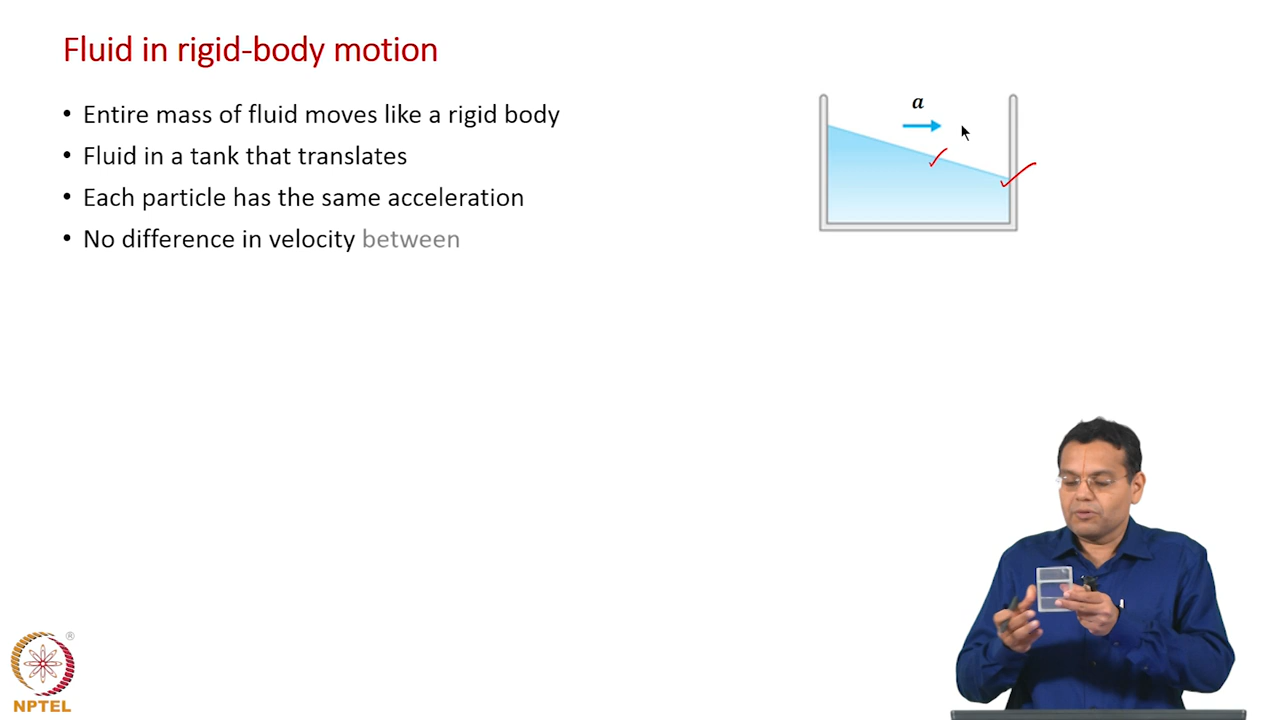 Fluid in rigid-body motion
• Entire mass of fluid moves like a rigid body
• Fluid in a tank that translates
• Each particle has the same acceleration
• No difference in velocity between
a
®
NPTEL